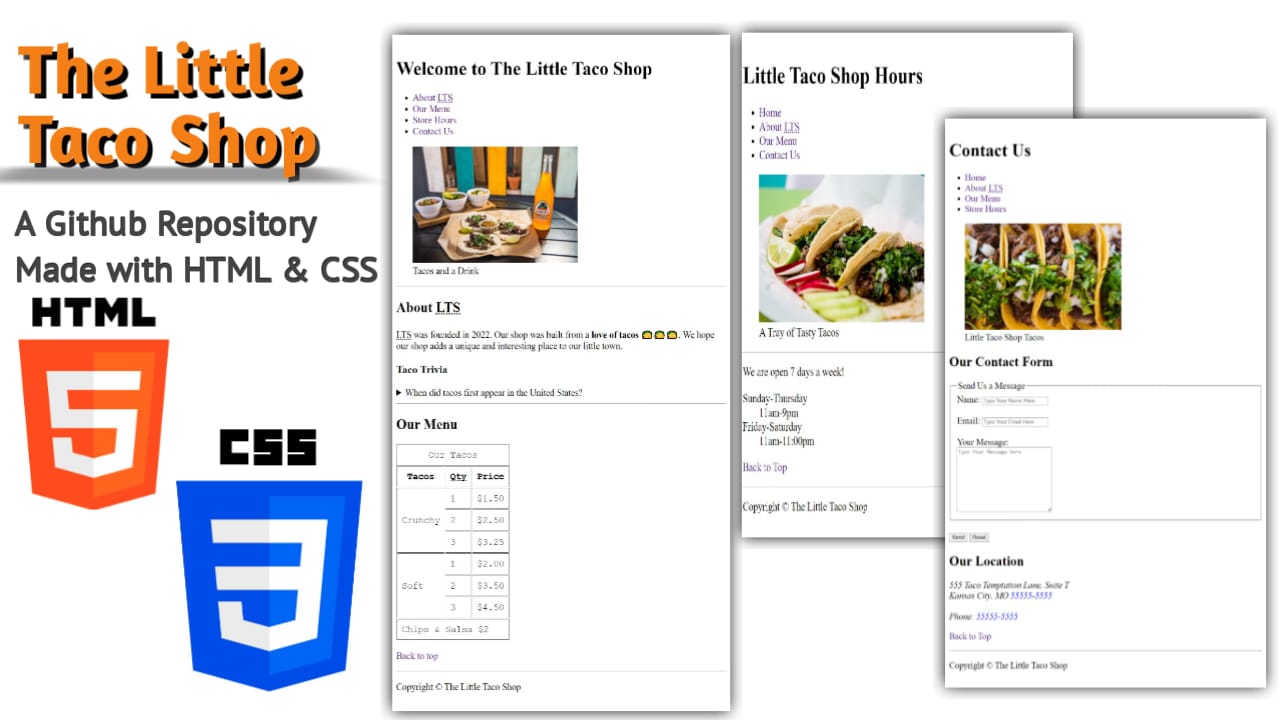 The Little
Taco Shop
A Github Repository
Made with HTML & CSS
HTML
5
CSS
3
Welcome to The Little Taco Shop
• About LTS
• Our Menu
• Store Hours
• Contact Us
Tacos and a Drink
About LTS
LTS was founded in 2022. Our shop was built from a love of tacos 🌮🌮🌮. We hope
our shop adds a unique and interesting place to our little town.
Taco Trivia
▶ When did tacos first appear in the United States?
Our Menu
Our Tacos
Tacos Qty Price
Crunchy 1 $1.50
2 $2.50
3 $3.25
Soft 1 $2.00
2 $3.50
3 $4.50
Chips & Salsa $2
Back to top
Copyright © The Little Taco Shop
Little Taco Shop Hours
• Home
• About LTS
• Our Menu
• Contact Us
A Tray of Tasty Tacos
We are open 7 days a week!
Sunday-Thursday
11am-9pm
Friday-Saturday
11am-11:00pm
Back to Top
Copyright © The Little Taco Shop
Contact Us
• Home
• About LTS
• Our Menu
• Store Hours
Little Taco Shop Tacos
Our Contact Form
Send Us a Message
Name: Type Your Name Here
Email: Type Your Email Here
Your Message:
Type Your Message Here
Send Reset
Our Location
555 Taco Temptation Lane, Suite T
Kansas City, MO 55555-5555
Phone: 55555-5555
Back to Top
Copyright © The Little Taco Shop